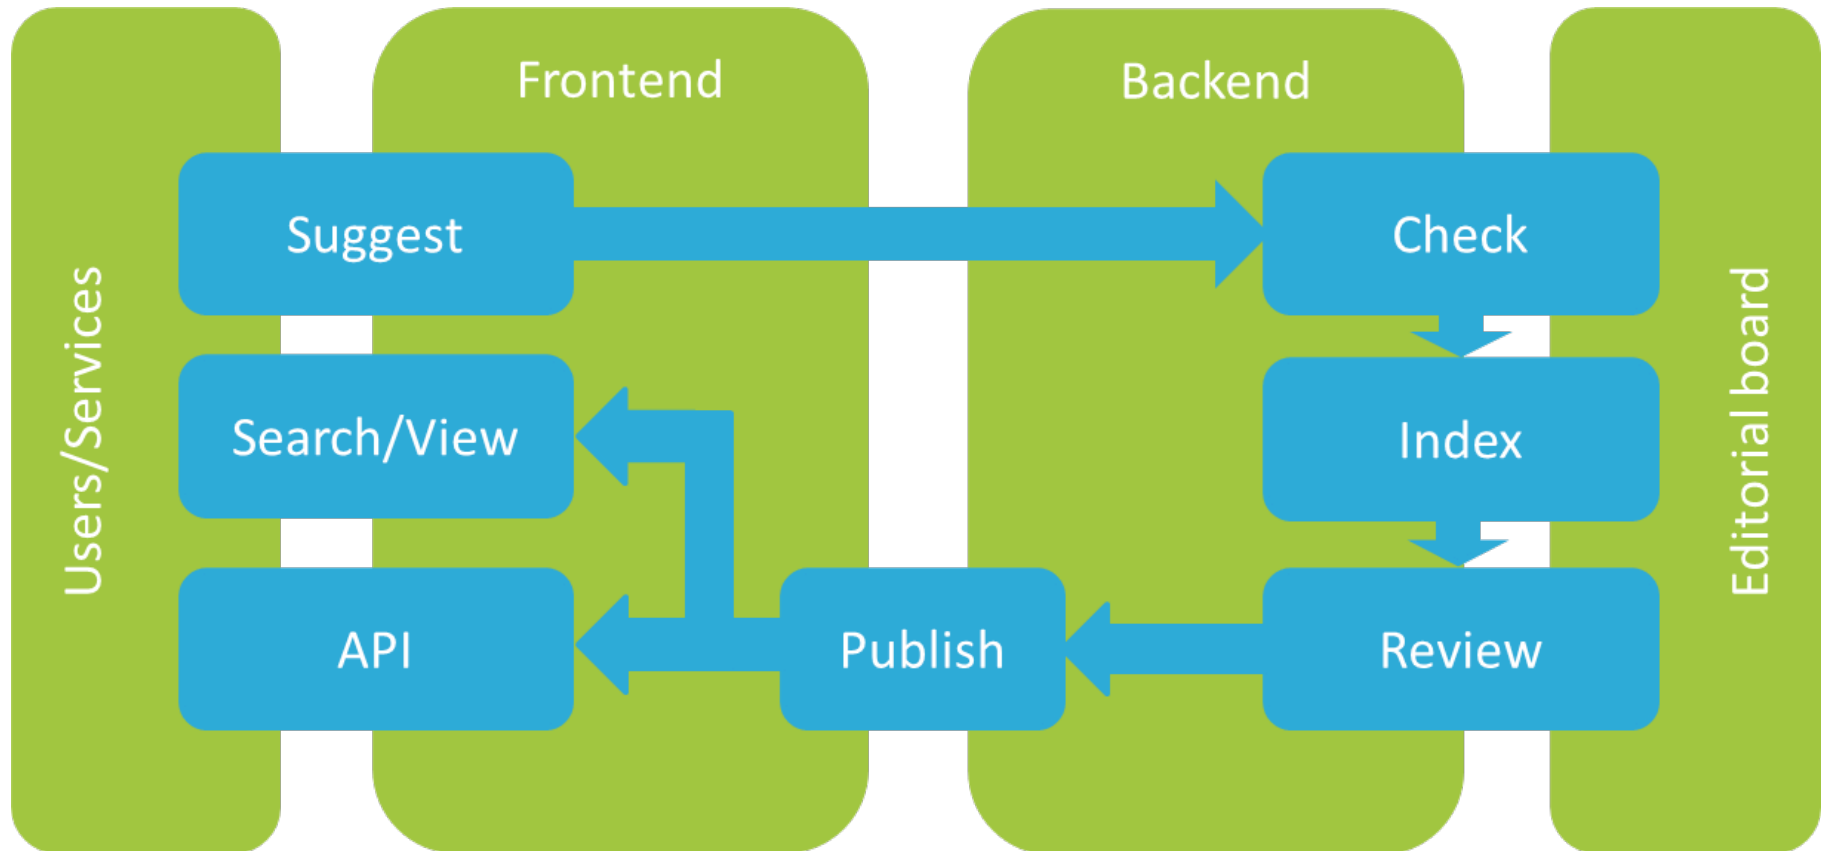 Frontend
Backend
Users/Services
Suggest
Check
Search/View
Index
API
Publish
Review
Editorial board